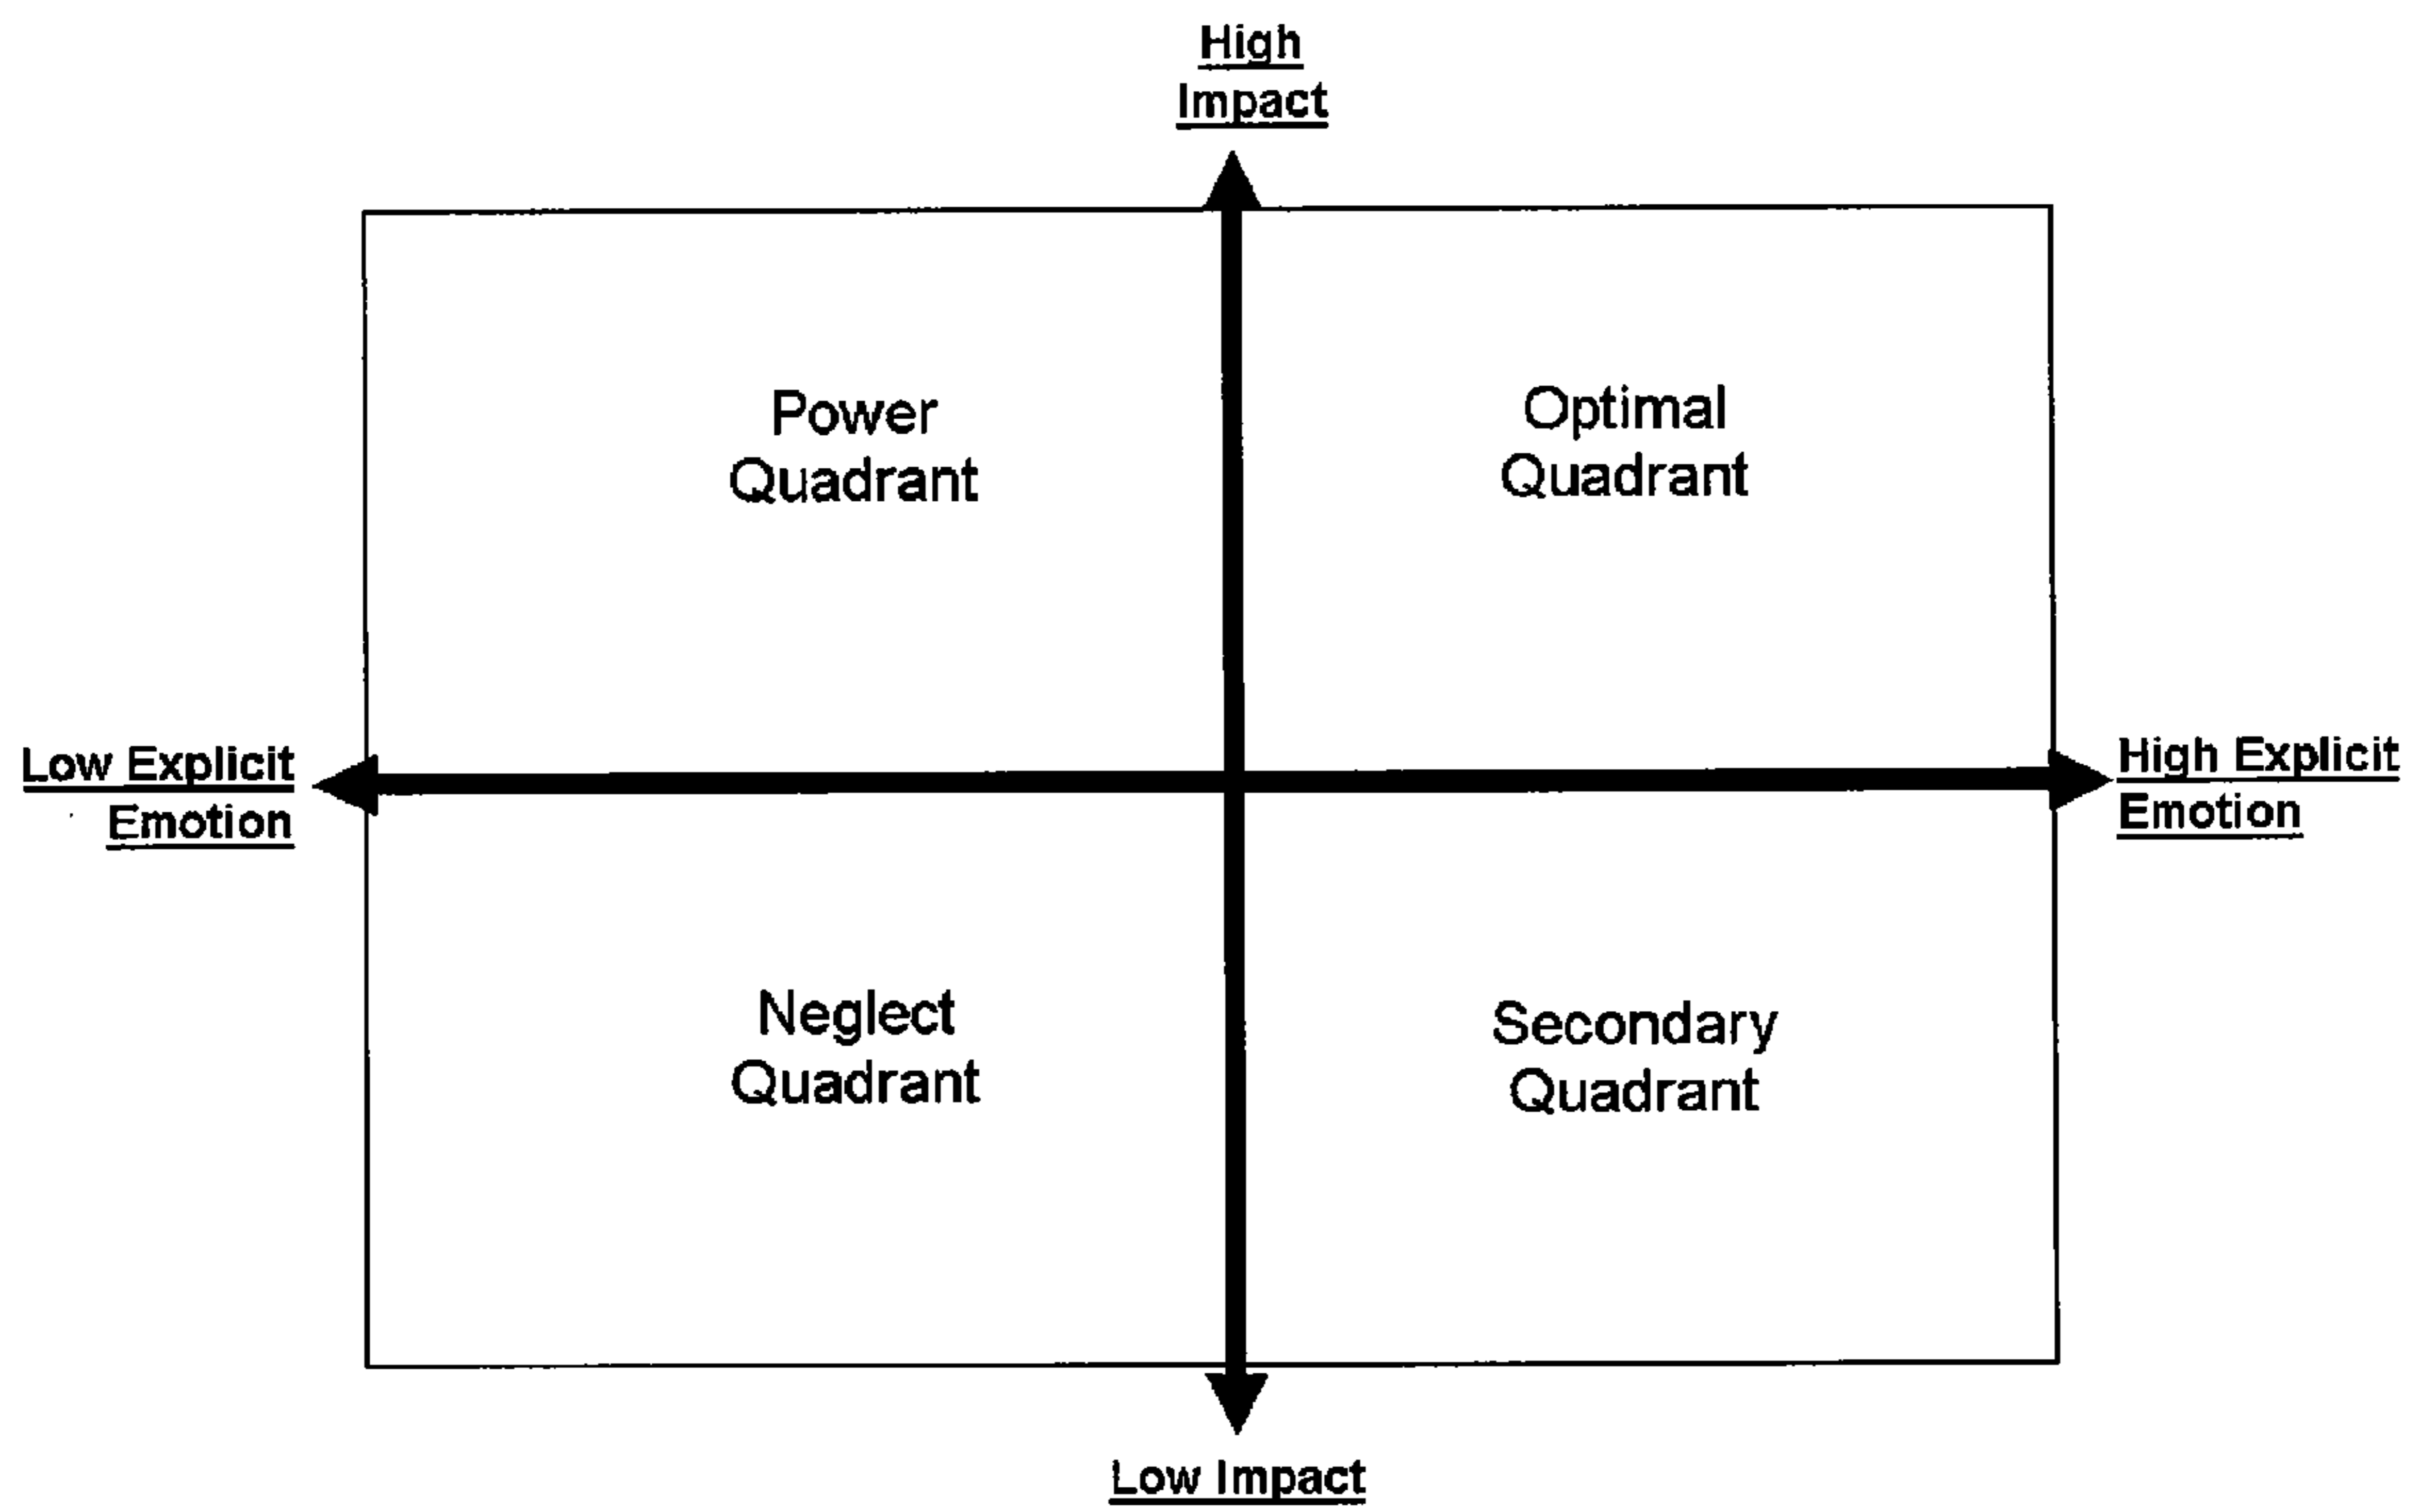 High
Impact
Power
Quadrant
Optimal
Quadrant
Low Explicit
Emotion
High Explicit
Emotion
Neglect
Quadrant
Secondary
Quadrant
Low Impact